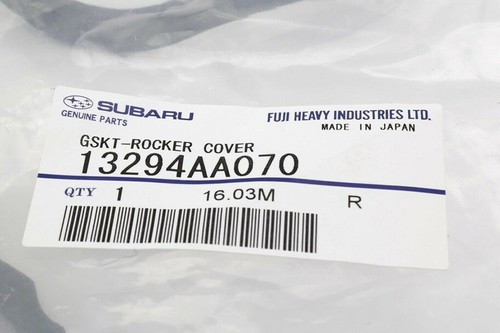 SUBARU FUJI HEAVY INDUSTRIES LTD.
GENUINE PARTS MADE IN JAPAN
GSKT-ROCKER COVER
13294AA070
QTY 1 16.03M R